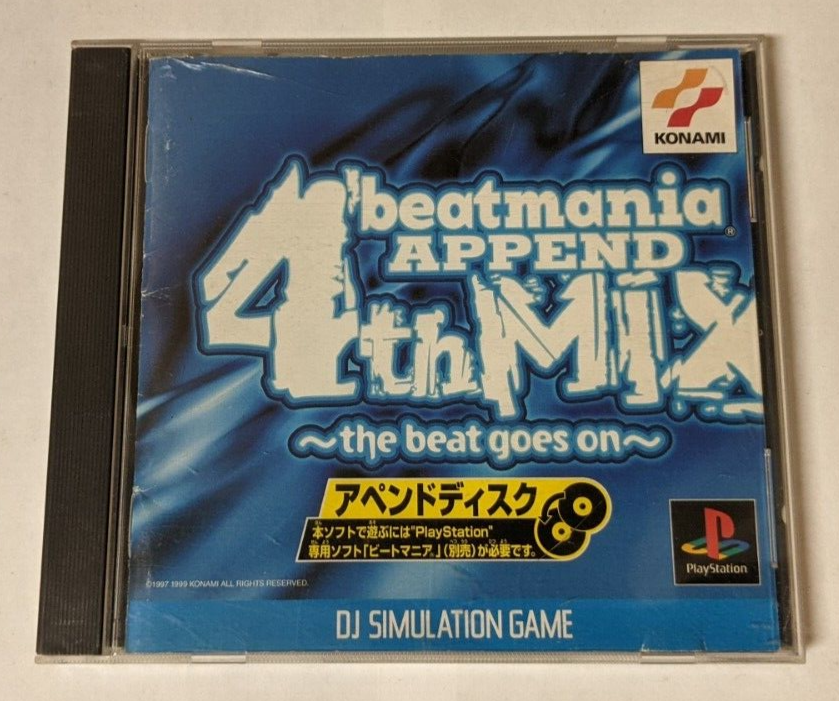 KONAMI
beatmania®
APPEND
4th MiX
~the beat goes on~
アペンドディスク
本ソフトで遊ぶには"PlayStation"
専用ソフト「ビートマニア」(別売)が必要です。
PlayStation
©1997 1999 KONAMI ALL RIGHTS RESERVED.
DJ SIMULATION GAME